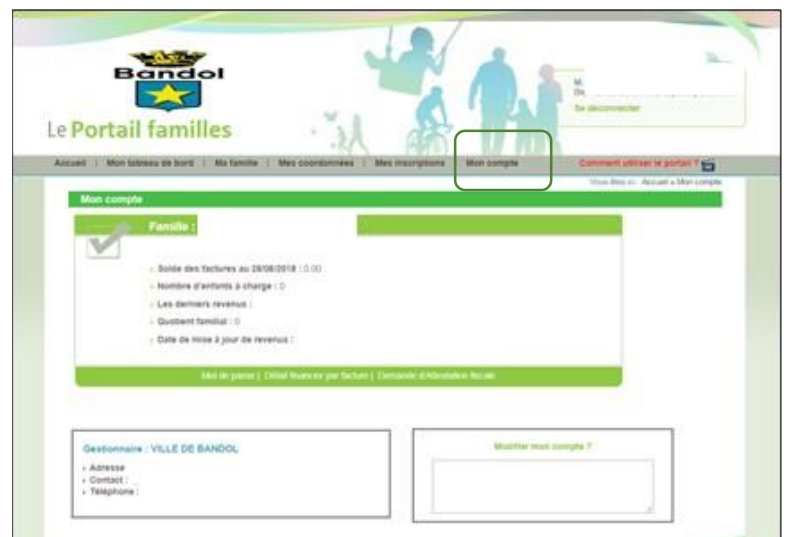 Bandol
Le Portail familles
M.
Se déconnecter
Accueil | Mon tableau de bord | Ma famille | Mes coordonnées | Mes inscriptions | Mon compte
Comment utiliser le portail ?
Vous êtes ici : Accueil » Mon compte
Mon compte
Famille :
Solde des factures au 28/08/2018 : 0.00
Nombre d'enfants à charge : 0
Les derniers revenus :
Quotient familial : 0
Date de mise à jour de revenus :
Mot de passe | Détail financier par facture | Demande d'Attestation fiscale
Gestionnaire : VILLE DE BANDOL
Adresse
Contact :
Téléphone :
Modifier mon compte ?